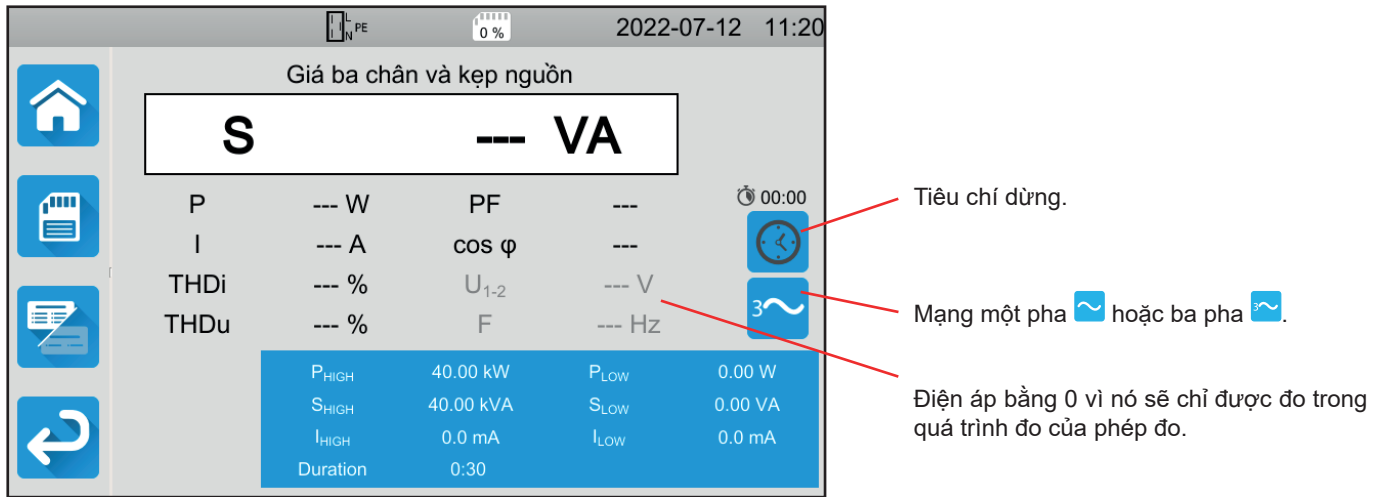 L
N PE
0 %
2022-07-12 11:20
Giá ba chân và kẹp nguồn
S --- VA
P --- W PF ---
00:00
I --- A cos φ ---
THDi --- % U1-2 --- V
THDu --- % F --- Hz
3
PHIGH 40.00 kW PLOW 0.00 W
SHIGH 40.00 kVA SLOW 0.00 VA
IHIGH 0.0 mA ILOW 0.0 mA
Duration 0:30
Tiêu chí dừng.
Mạng một pha hoặc ba pha 3.
Điện áp bằng 0 vì nó sẽ chỉ được đo trong
quá trình đo của phép đo.